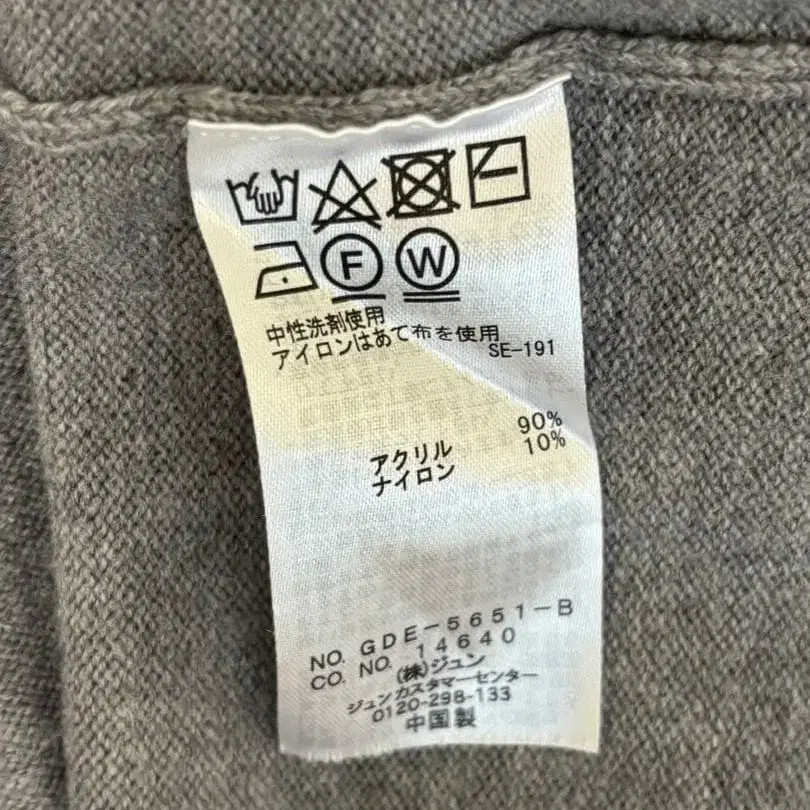 F W
中性洗剤使用
アイロンはあて布を使用
SE-191
アクリル 90%
ナイロン 10%
NO. GDE-5651-B
CO. NO. 14640
(株)ジュン
ジュンカスタマーセンター
0120-298-133
中国製